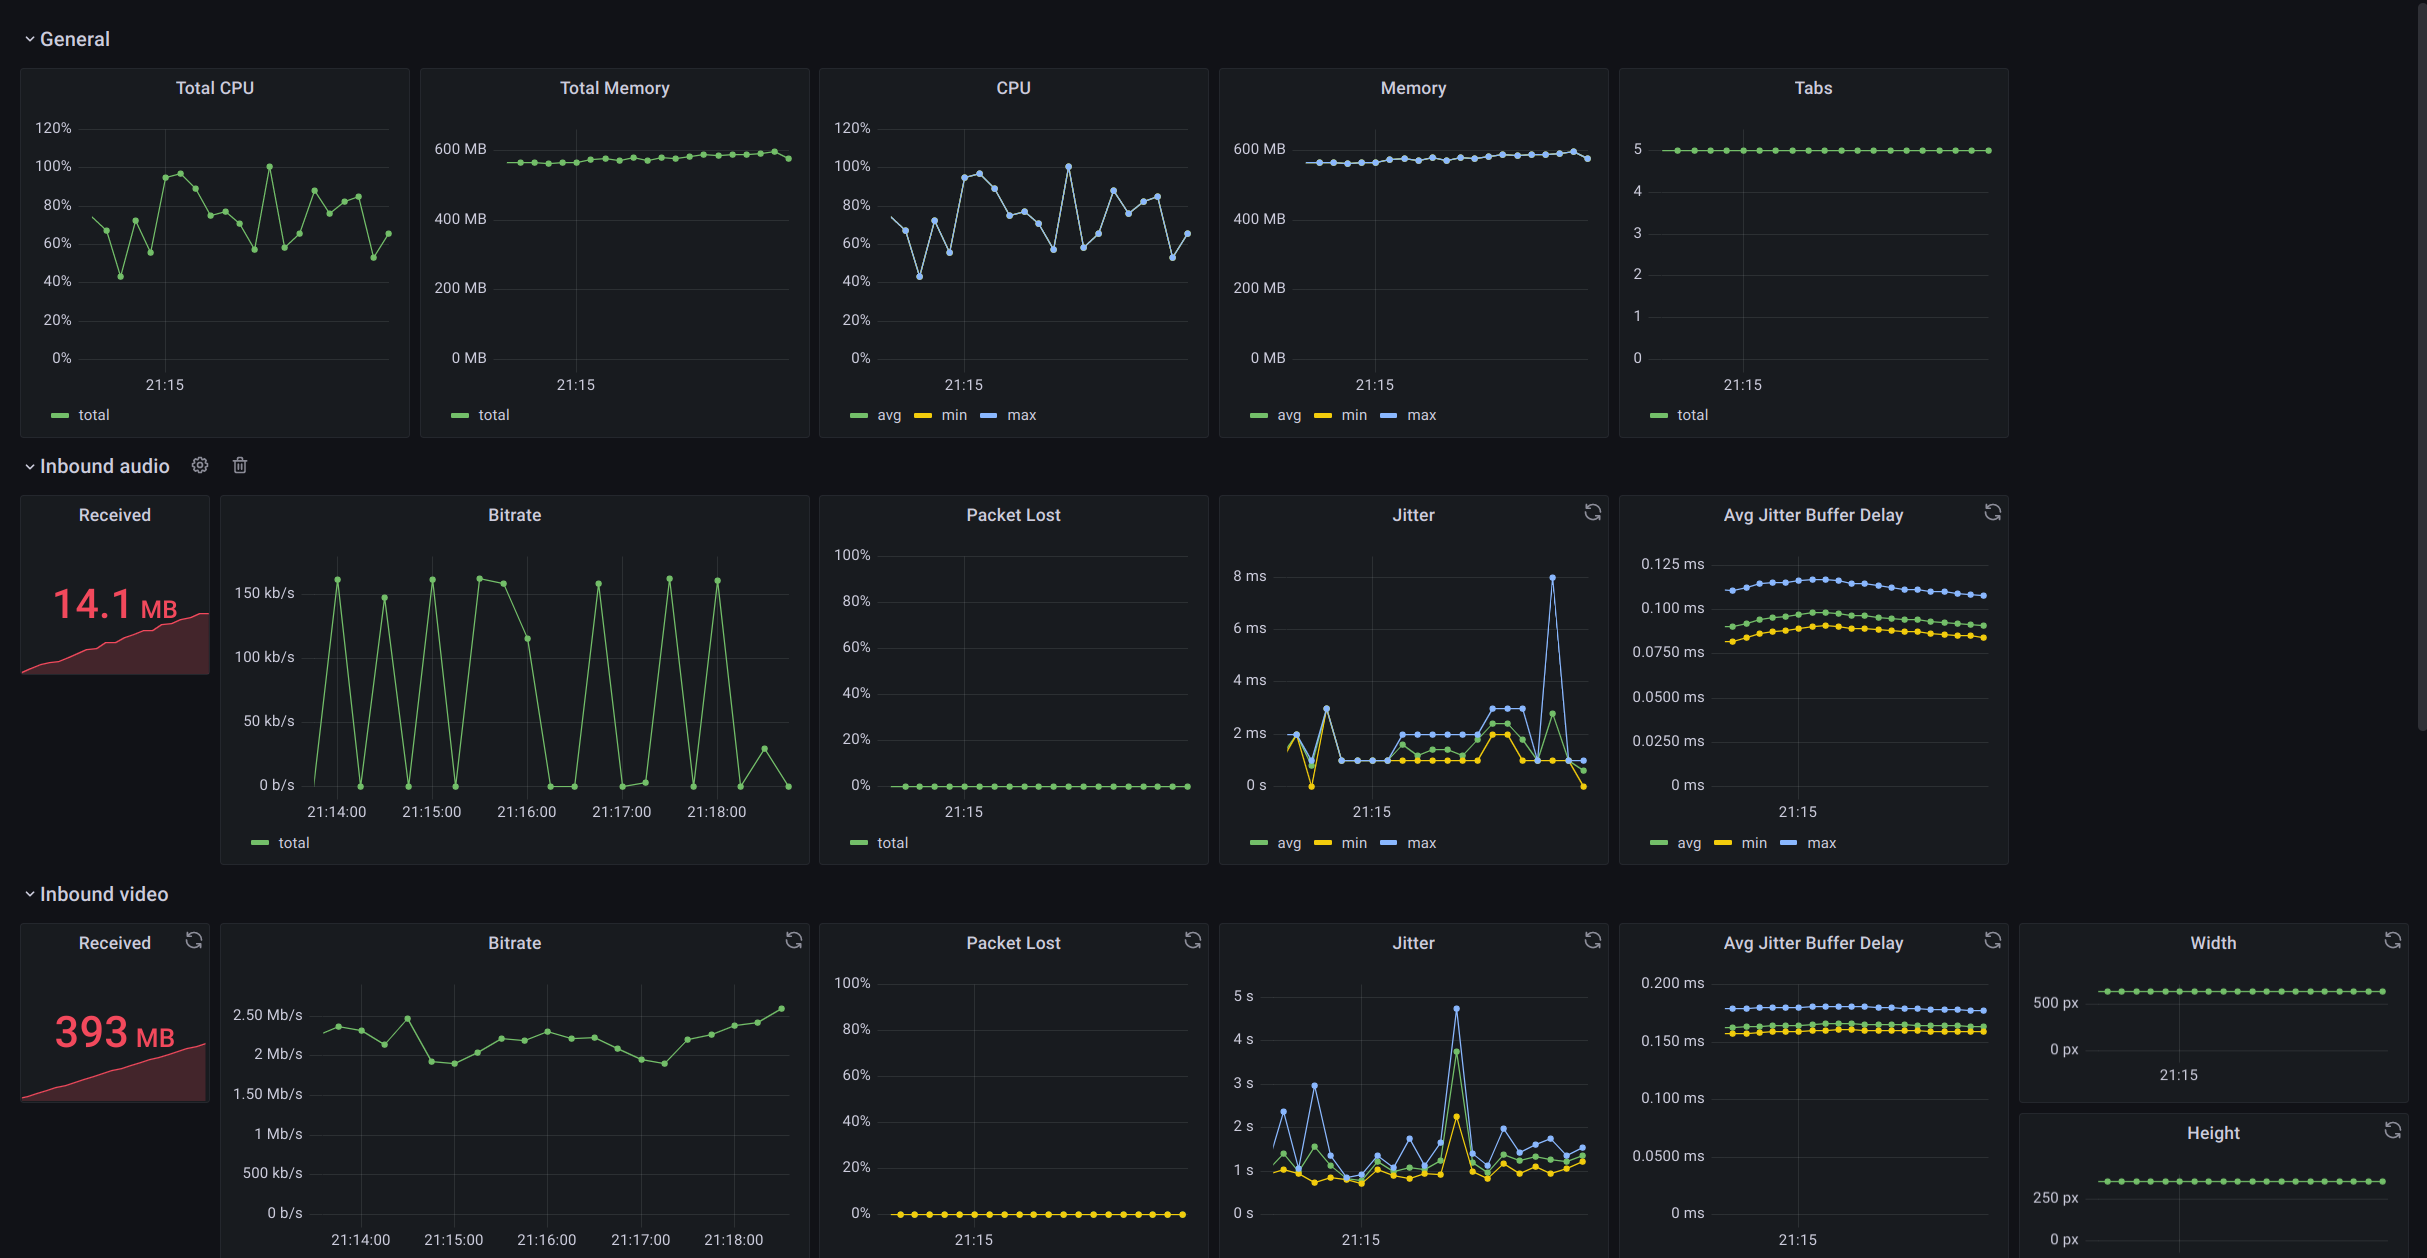 General
Total CPU
120%
100%
80%
60%
40%
20%
0%
21:15
total
Total Memory
600 MB
400 MB
200 MB
0 MB
21:15
total
CPU
120%
100%
80%
60%
40%
20%
0%
21:15
avg min max
Memory
600 MB
400 MB
200 MB
0 MB
21:15
avg min max
Tabs
5
4
3
2
1
0
21:15
total
Inbound audio
Received
14.1 MB
Bitrate
150 kb/s
100 kb/s
50 kb/s
0 b/s
21:14:00 21:15:00 21:16:00 21:17:00 21:18:00
total
Packet Lost
100%
80%
60%
40%
20%
0%
21:15
total
Jitter
8 ms
6 ms
4 ms
2 ms
0 s
21:15
avg min max
Avg Jitter Buffer Delay
0.125 ms
0.100 ms
0.0750 ms
0.0500 ms
0.0250 ms
0 ms
21:15
avg min max
Inbound video
Received
393 MB
Bitrate
2.50 Mb/s
2 Mb/s
1.50 Mb/s
1 Mb/s
500 kb/s
0 b/s
21:14:00 21:15:00 21:16:00 21:17:00 21:18:00
Packet Lost
100%
80%
60%
40%
20%
0%
21:15
Jitter
5 s
4 s
3 s
2 s
1 s
0 s
21:15
Avg Jitter Buffer Delay
0.200 ms
0.150 ms
0.100 ms
0.0500 ms
0 ms
21:15
Width
500 px
0 px
21:15
Height
250 px
0 px